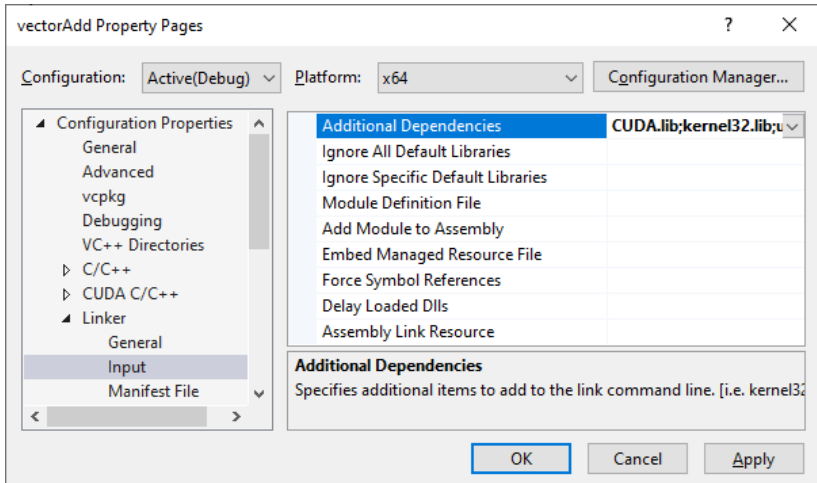 vectorAdd Property Pages
Configuration: Active(Debug) Platform: x64 Configuration Manager...
Configuration Properties
General
Advanced
vcpkg
Debugging
VC++ Directories
C/C++
CUDA C/C++
Linker
General
Input
Manifest File
Additional Dependencies CUDA.lib;kernel32.lib;u
Ignore All Default Libraries
Ignore Specific Default Libraries
Module Definition File
Add Module to Assembly
Embed Managed Resource File
Force Symbol References
Delay Loaded Dlls
Assembly Link Resource
Additional Dependencies
Specifies additional items to add to the link command line. [i.e. kernel32
OK Cancel Apply